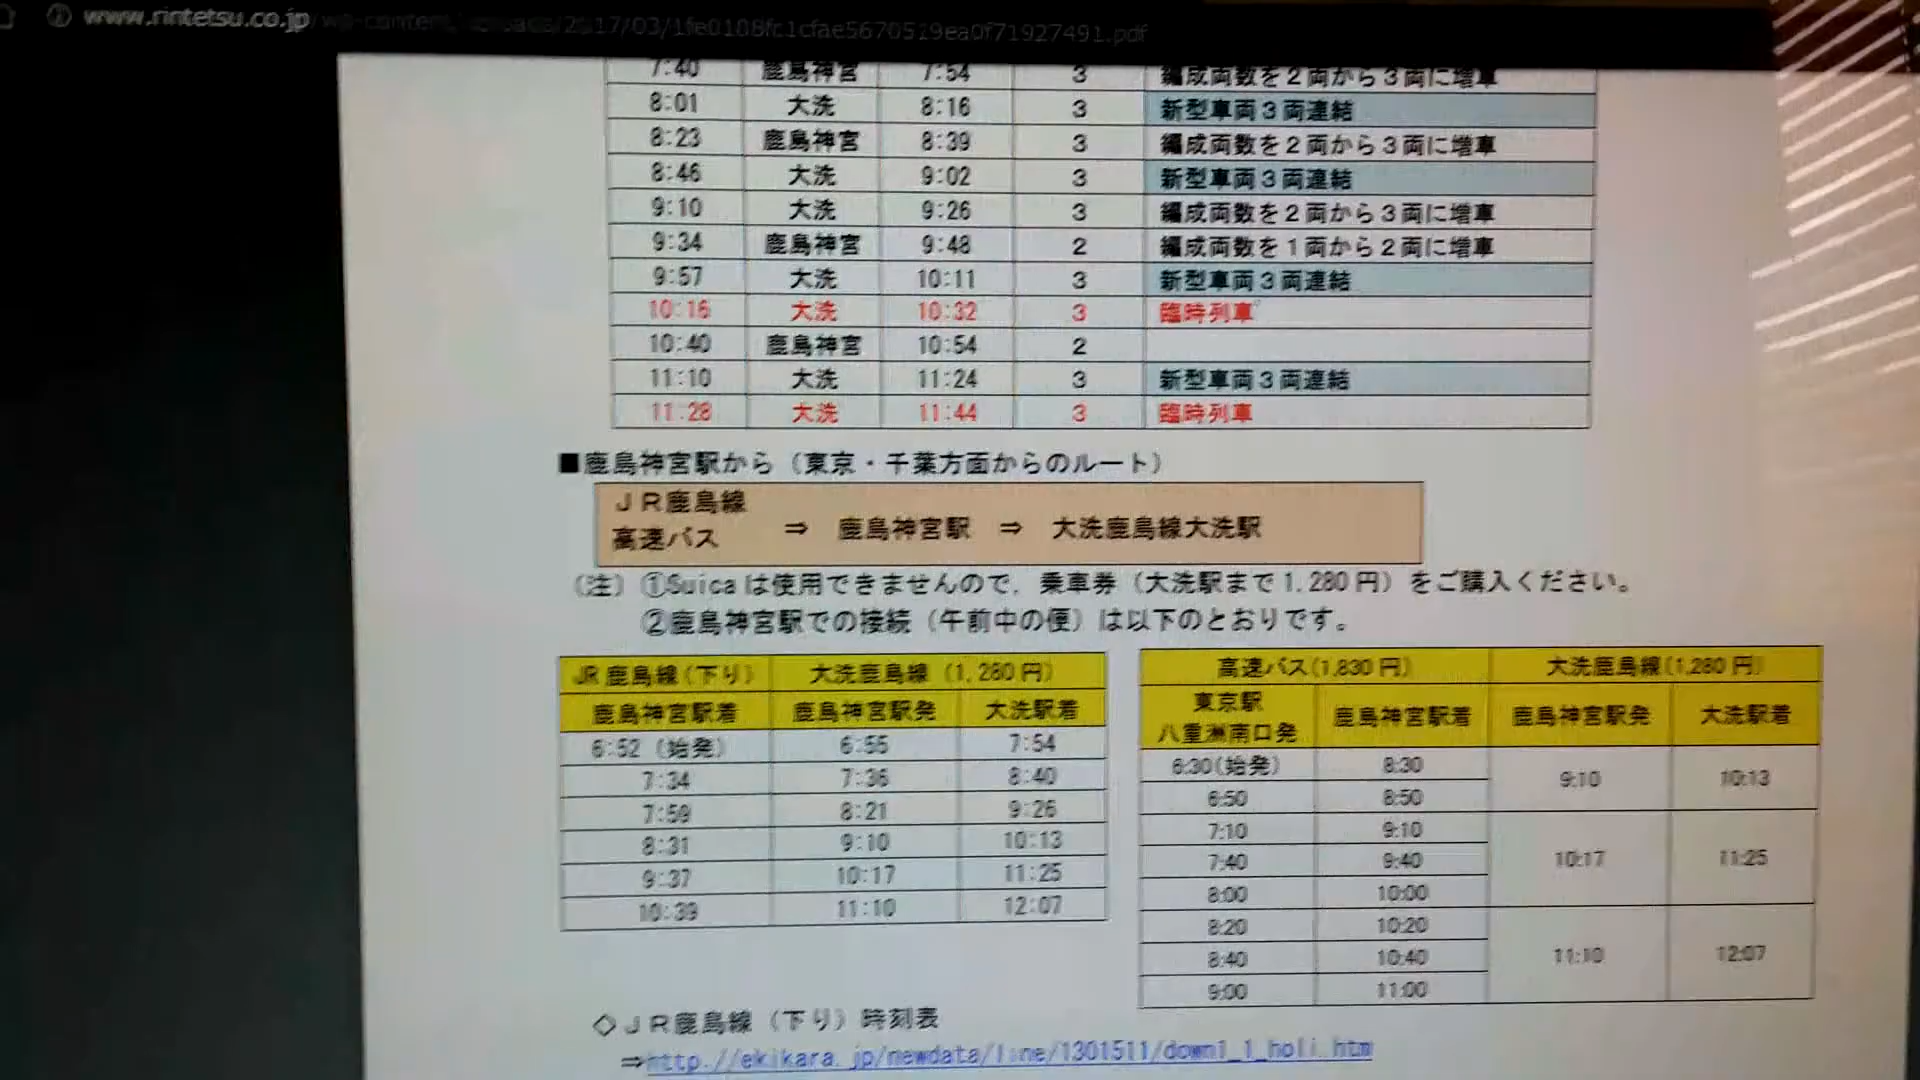 www.rintetsu.co.jp/wp-content/uploads/2017/03/1fe0108fc1cfae5670529ea0f71927491.pdf
7:40 鹿島神宮 7:54 3 編成両数を2両から3両に増車
8:01 大洗 8:16 3 新型車両3両連結
8:23 鹿島神宮 8:39 3 編成両数を2両から3両に増車
8:46 大洗 9:02 3 新型車両3両連結
9:10 大洗 9:26 3 編成両数を2両から3両に増車
9:34 鹿島神宮 9:48 2 編成両数を1両から2両に増車
9:57 大洗 10:11 3 新型車両3両連結
10:16 大洗 10:32 3 臨時列車
10:40 鹿島神宮 10:54 2
11:10 大洗 11:24 3 新型車両3両連結
11:28 大洗 11:44 3 臨時列車
■鹿島神宮駅から（東京・千葉方面からのルート）
ＪＲ鹿島線
高速バス ⇒ 鹿島神宮駅 ⇒ 大洗鹿島線大洗駅
（注）①Suicaは使用できませんので、乗車券（大洗駅まで1,280円）をご購入ください。
②鹿島神宮駅での接続（午前中の便）は以下のとおりです。
JR鹿島線（下り） 大洗鹿島線（1,280円）
鹿島神宮駅着 鹿島神宮駅発 大洗駅着
6:52（始発） 6:55 7:54
7:34 7:36 8:40
7:59 8:21 9:26
8:31 9:10 10:13
9:37 10:17 11:25
10:39 11:10 12:07
高速バス(1,830円) 大洗鹿島線(1,280円)
東京駅
八重洲南口発 鹿島神宮駅着 鹿島神宮駅発 大洗駅着
6:30(始発) 8:30 9:10 10:13
6:50 8:50
7:10 9:10 10:17 11:25
7:40 9:40
8:00 10:00
8:20 10:20 11:10 12:07
8:40 10:40
9:00 11:00
◇ＪＲ鹿島線（下り）時刻表
⇒http://ekikara.jp/newdata/line/1301511/down1_1_holi.htm